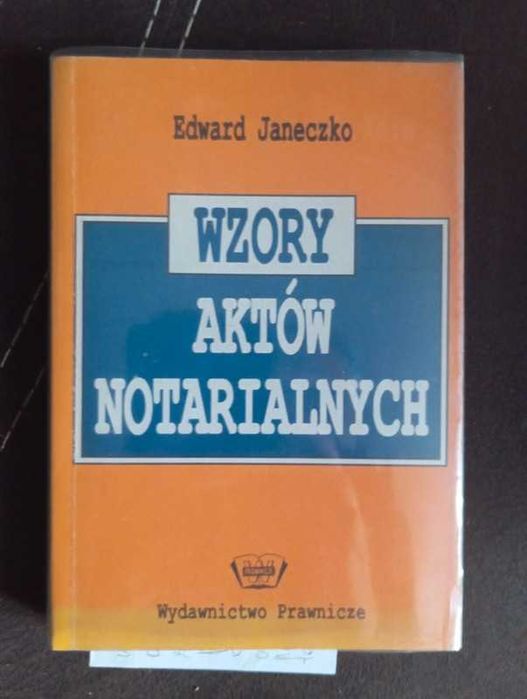 Edward Janeczko
WZORY
AKTÓW
NOTARIALNYCH
Wydawnictwo Prawnicze